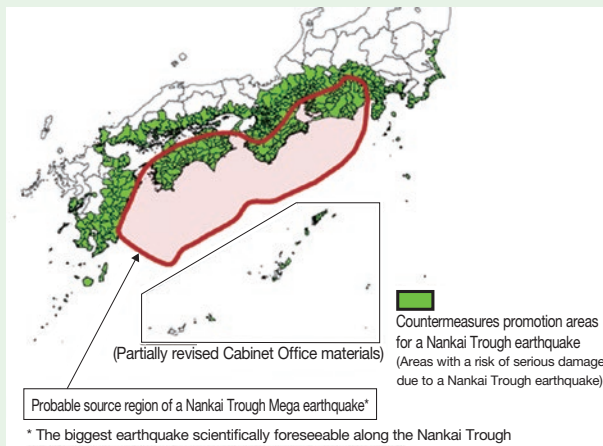 (Partially revised Cabinet Office materials)
Countermeasures promotion areas
for a Nankai Trough earthquake
(Areas with a risk of serious damage
due to a Nankai Trough earthquake)
Probable source region of a Nankai Trough Mega earthquake*
* The biggest earthquake scientifically foreseeable along the Nankai Trough